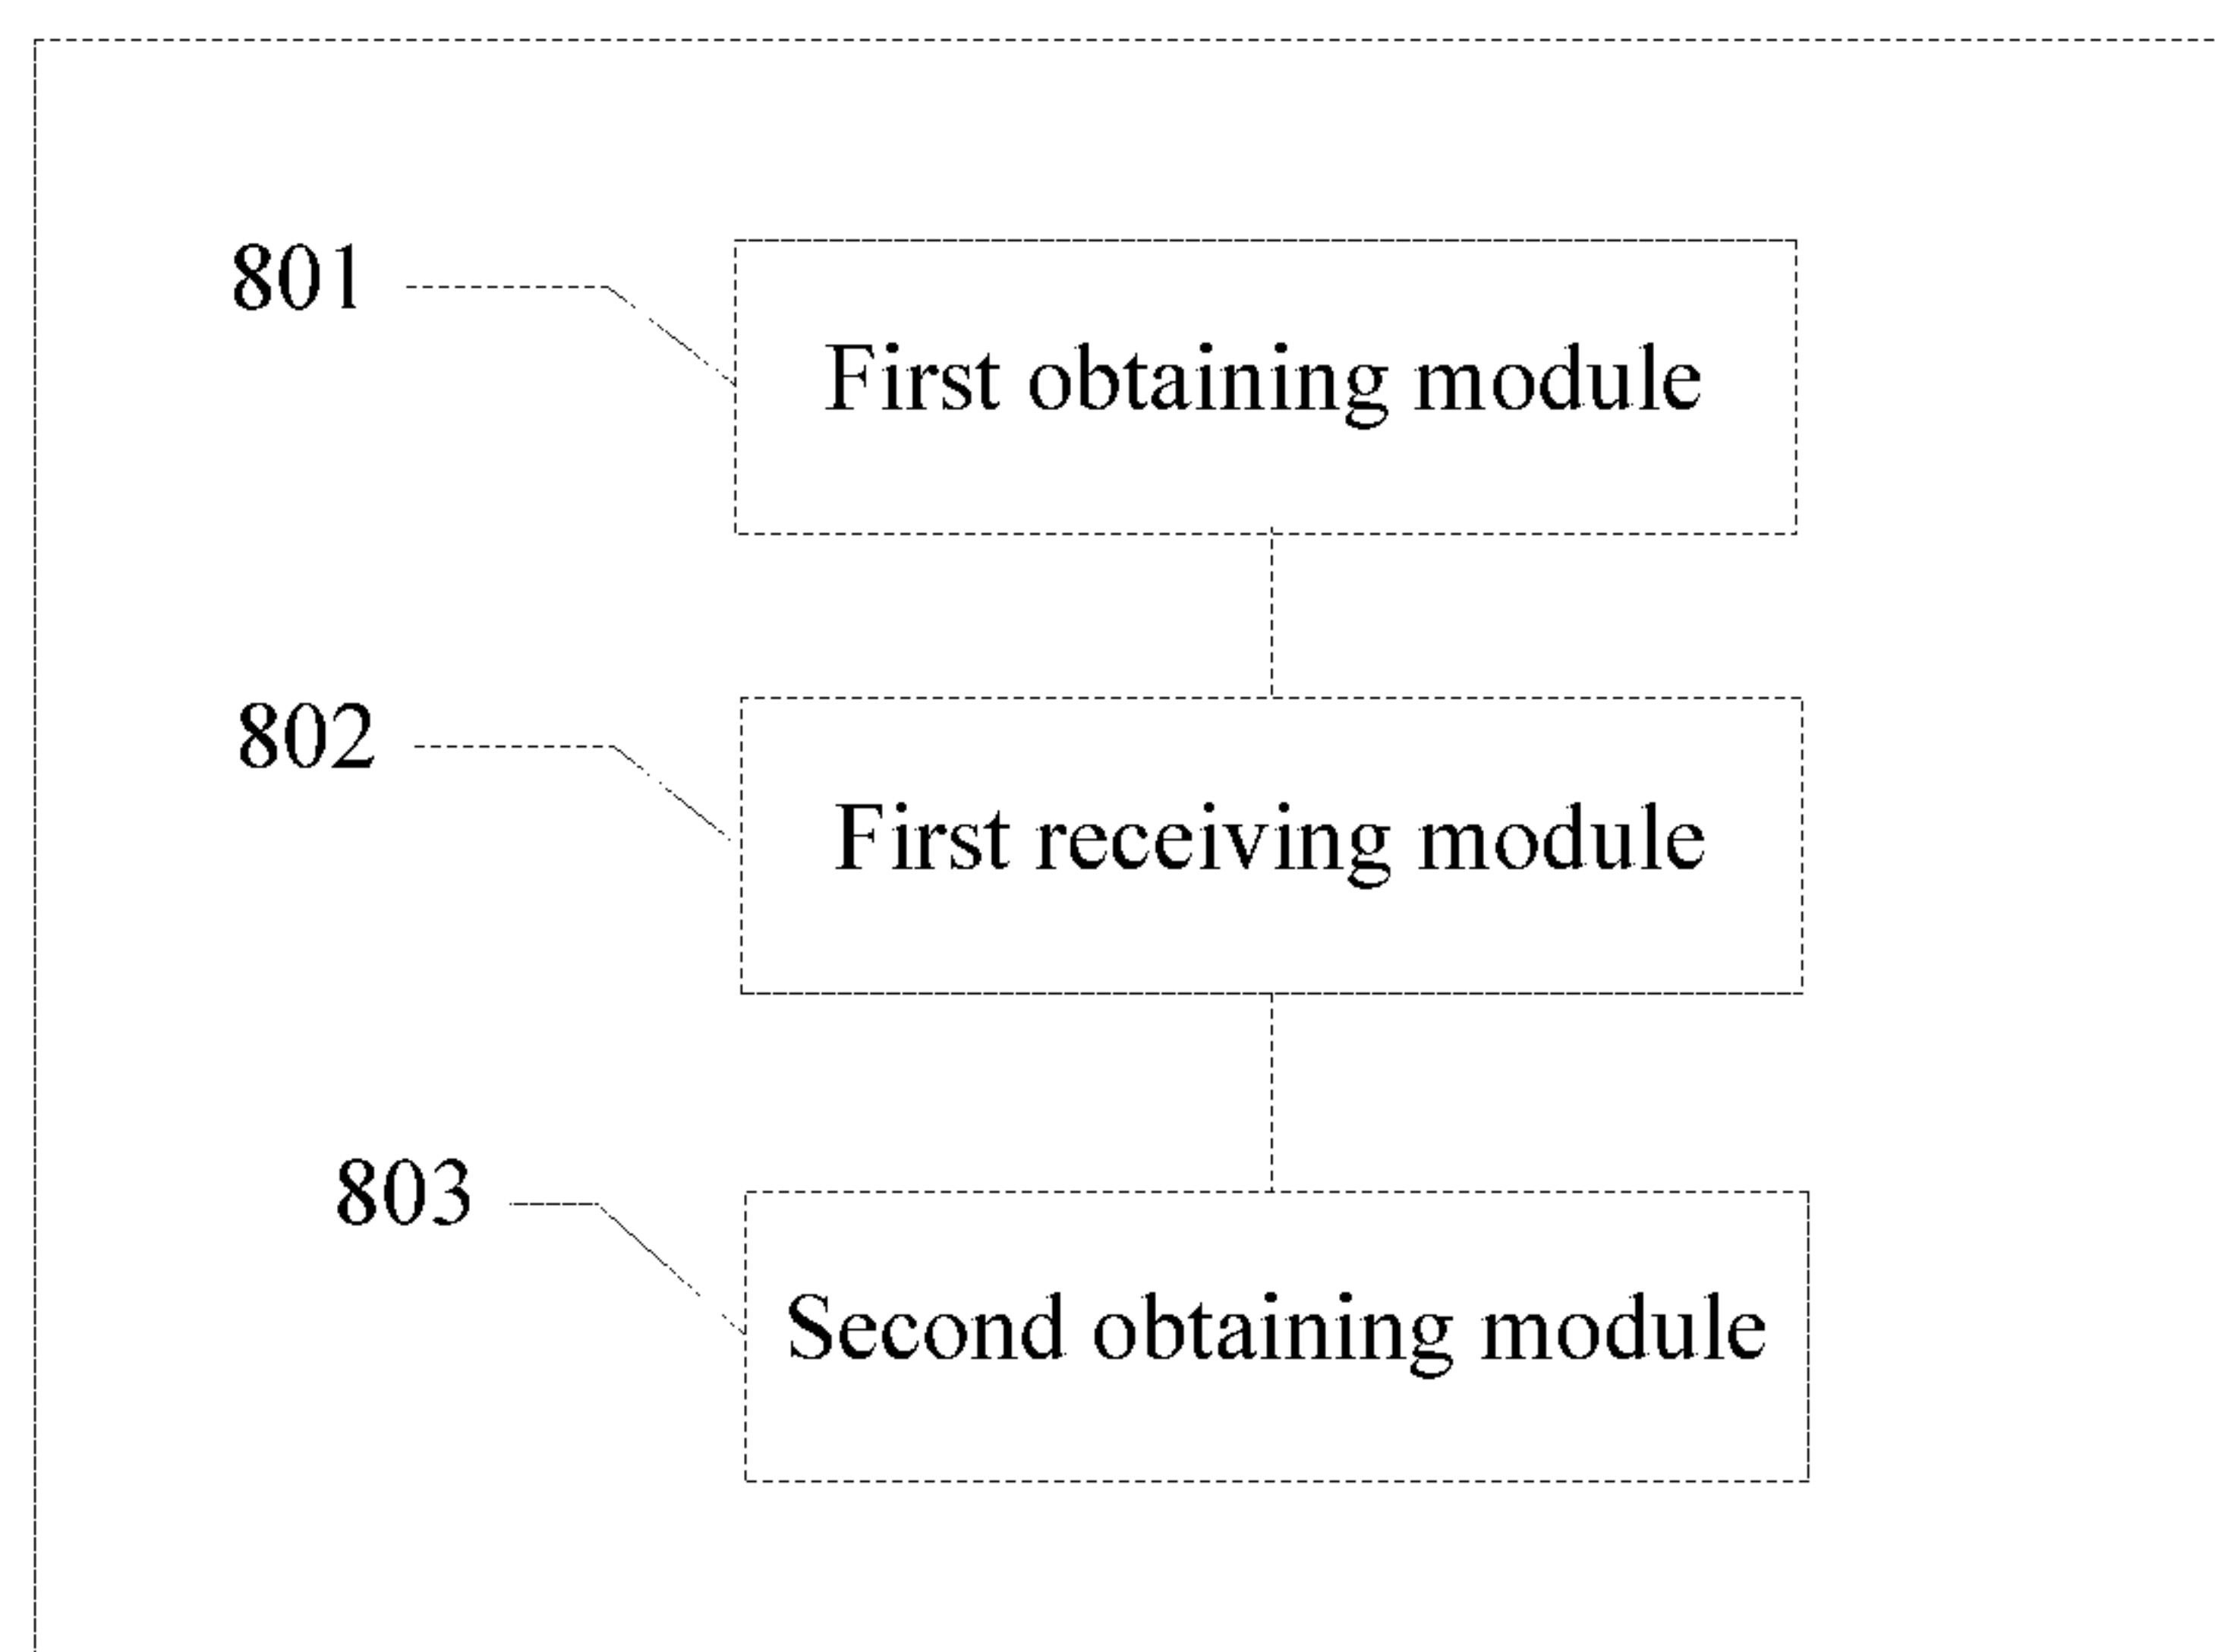 801
First obtaining module
802
First receiving module
803
Second obtaining module